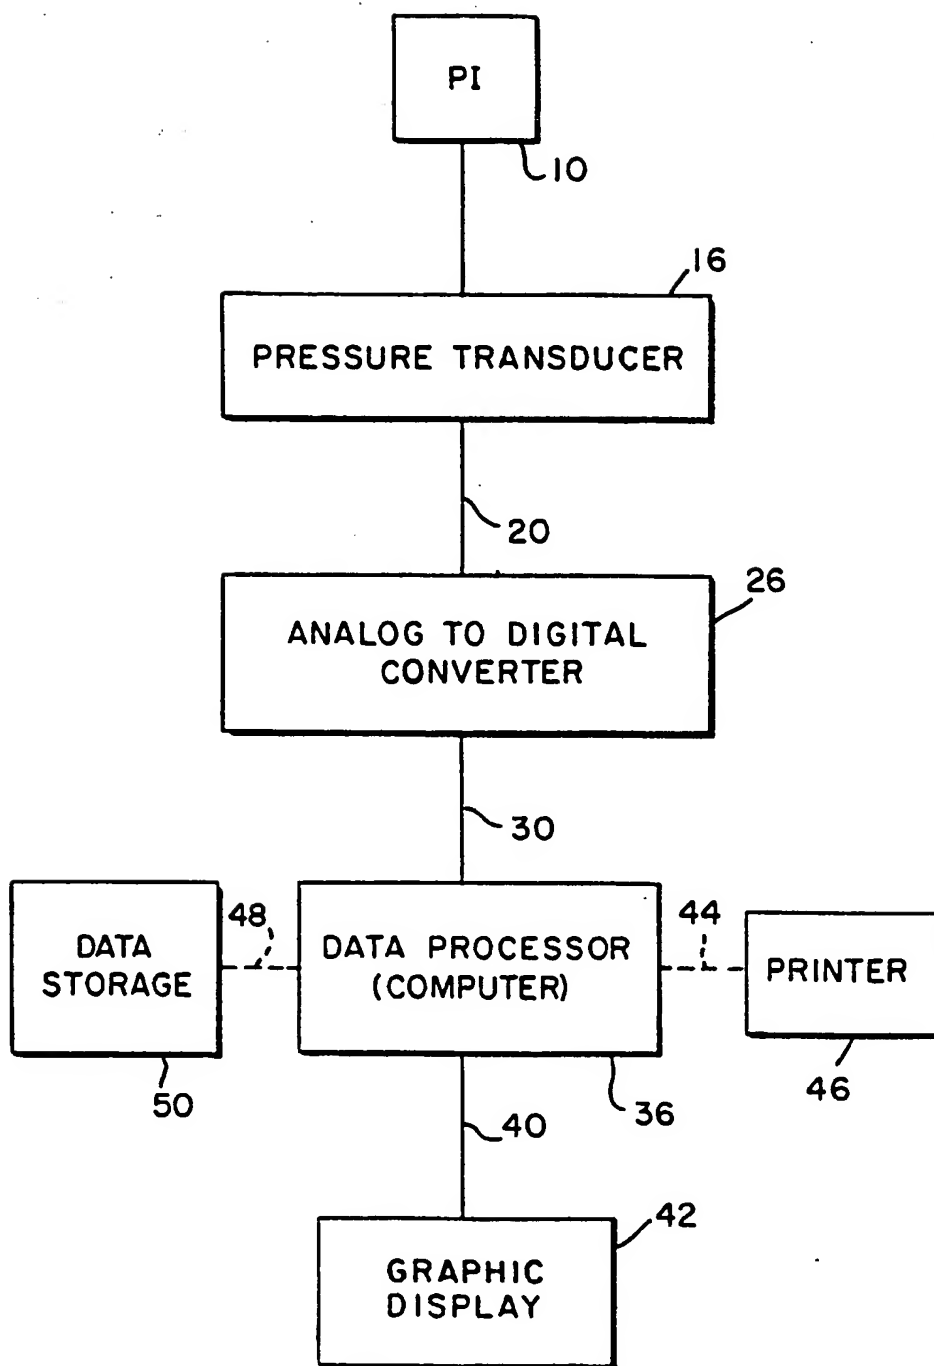 PI
10
16
PRESSURE TRANSDUCER
20
26
ANALOG TO DIGITAL
CONVERTER
30
48
44
DATA
STORAGE
DATA PROCESSOR
(COMPUTER)
PRINTER
50
36
46
40
42
GRAPHIC
DISPLAY